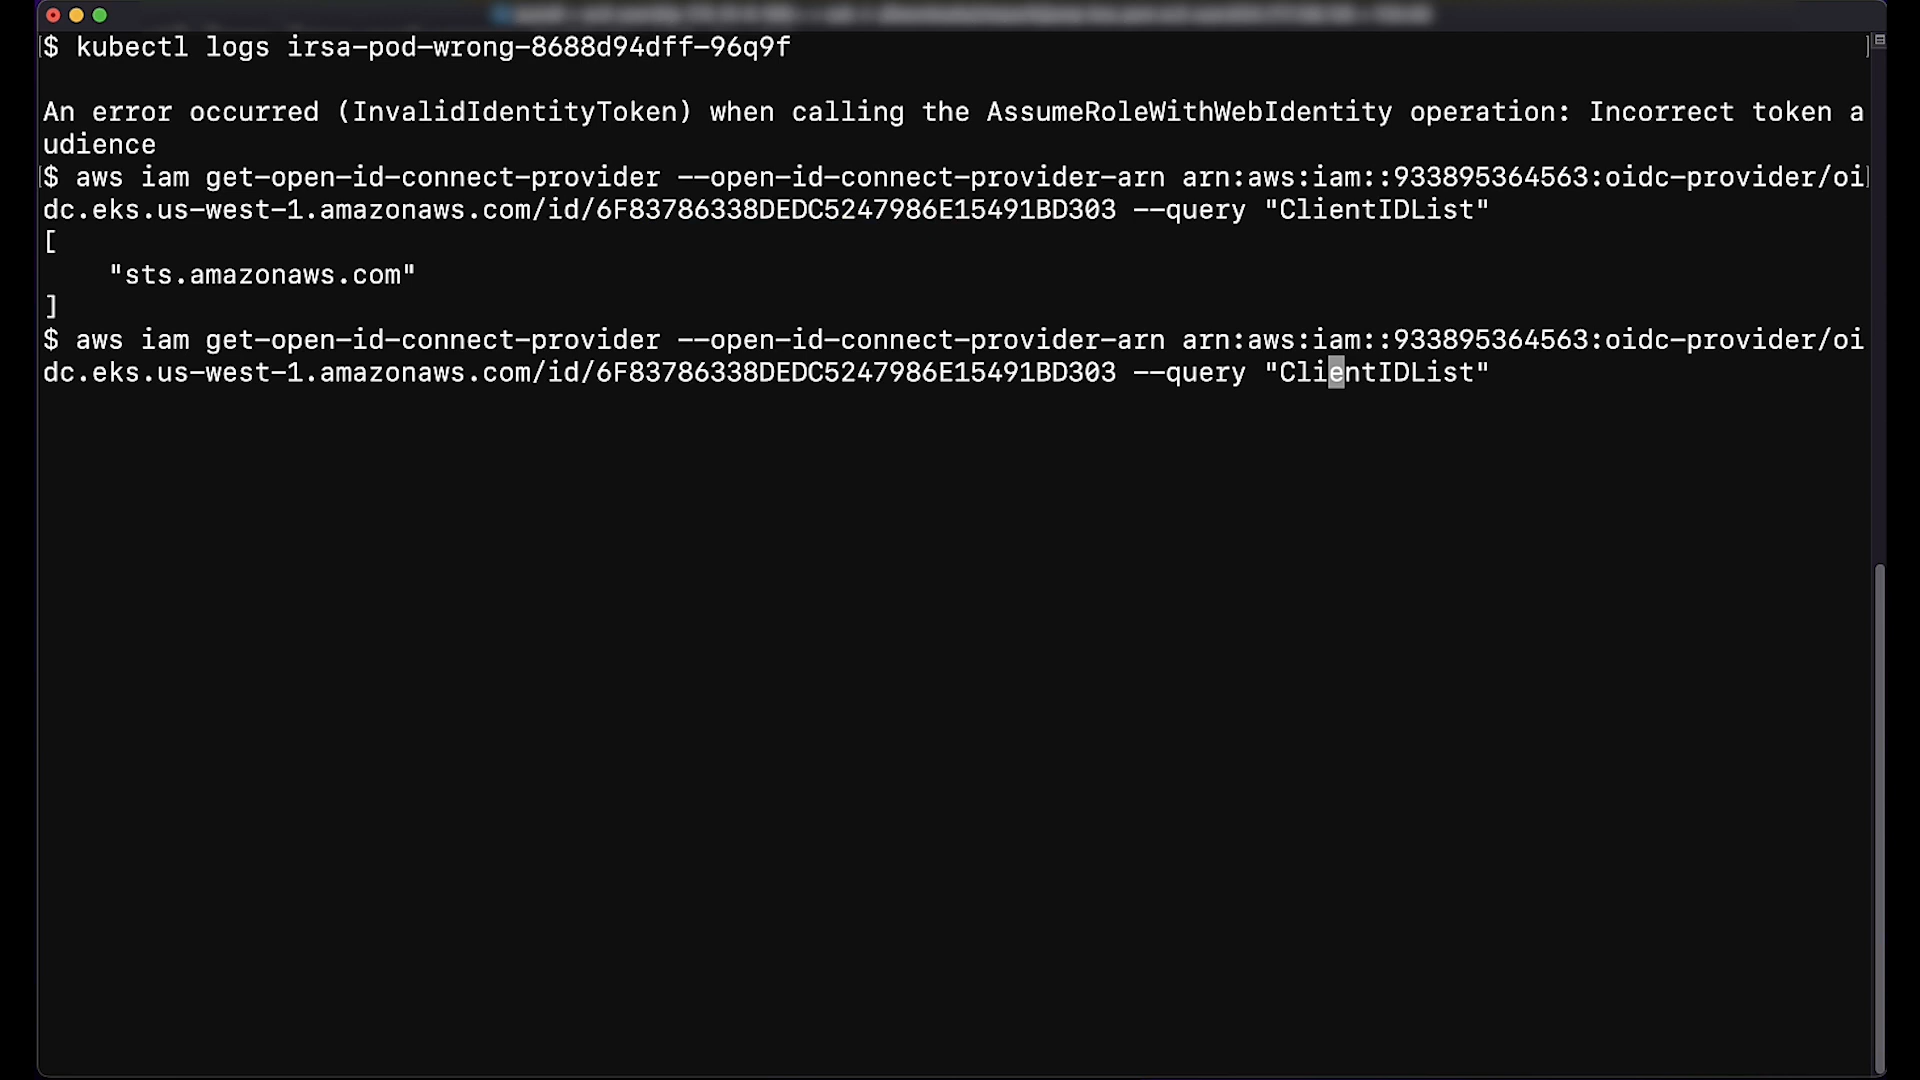 $ kubectl logs irsa-pod-wrong-8688d94dff-96q9f
An error occurred (InvalidIdentityToken) when calling the AssumeRoleWithWebIdentity operation: Incorrect token a
udience
$ aws iam get-open-id-connect-provider --open-id-connect-provider-arn arn:aws:iam::933895364563:oidc-provider/oi
dc.eks.us-west-1.amazonaws.com/id/6F83786338DEDC5247986E15491BD303 --query "ClientIDList"
[
    "sts.amazonaws.com"
]
$ aws iam get-open-id-connect-provider --open-id-connect-provider-arn arn:aws:iam::933895364563:oidc-provider/oi
dc.eks.us-west-1.amazonaws.com/id/6F83786338DEDC5247986E15491BD303 --query "ClientIDList"